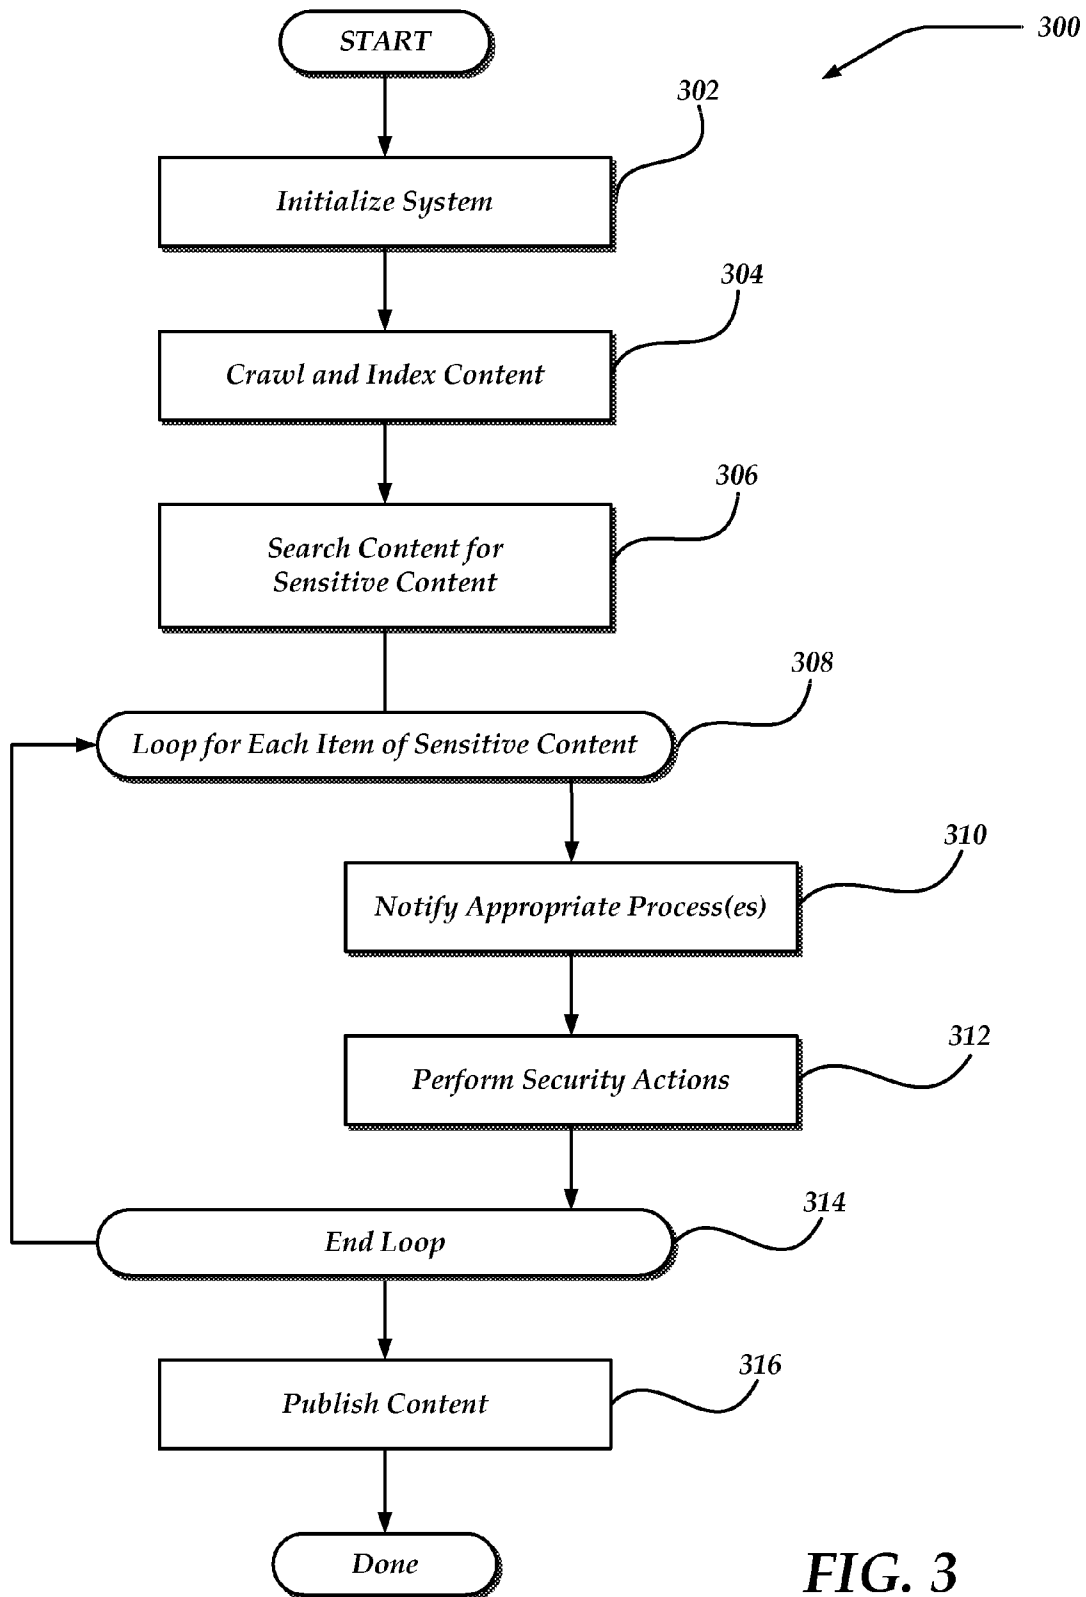 START
300
302
Initialize System
304
Crawl and Index Content
306
Search Content for
Sensitive Content
308
Loop for Each Item of Sensitive Content
310
Notify Appropriate Process(es)
312
Perform Security Actions
314
End Loop
316
Publish Content
Done
FIG. 3